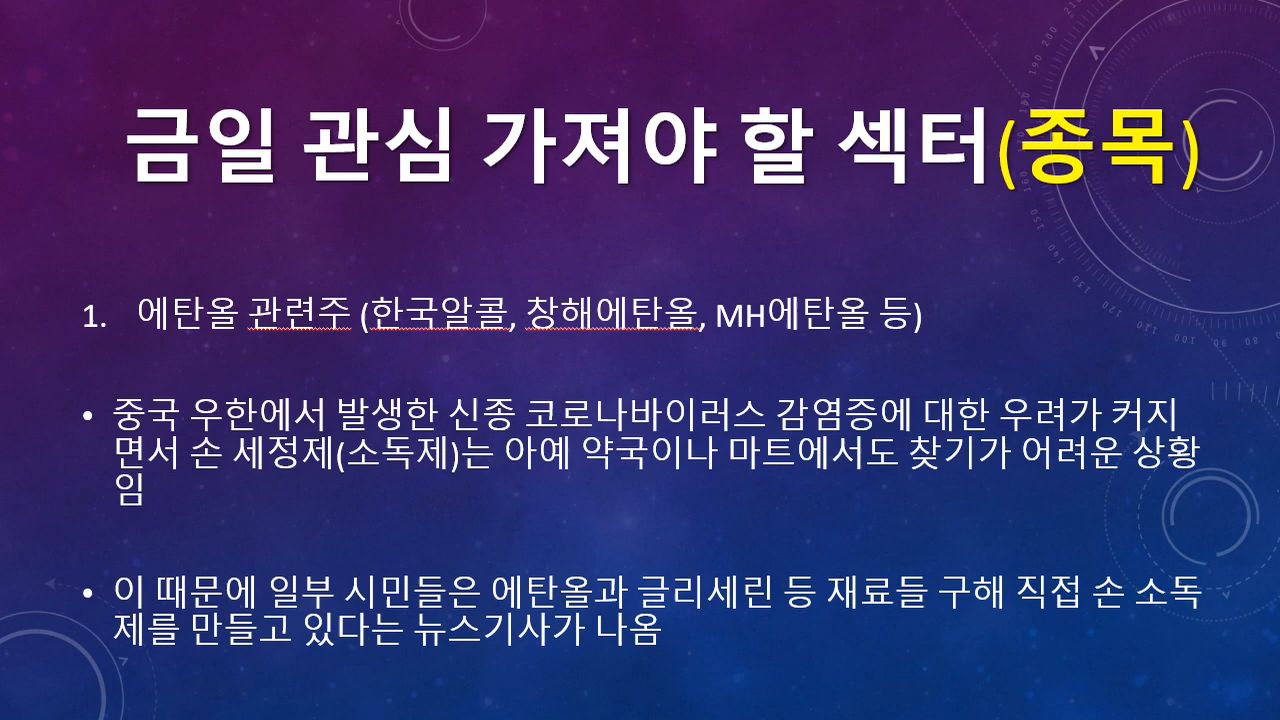 금일 관심 가져야 할 섹터(종목)
1. 에탄올 관련주 (한국알콜, 창해에탄올, MH에탄올 등)
• 중국 우한에서 발생한 신종 코로나바이러스 감염증에 대한 우려가 커지
면서 손 세정제(소독제)는 아예 약국이나 마트에서도 찾기가 어려운 상황
임
• 이 때문에 일부 시민들은 에탄올과 글리세린 등 재료들 구해 직접 손 소독
제를 만들고 있다는 뉴스기사가 나옴